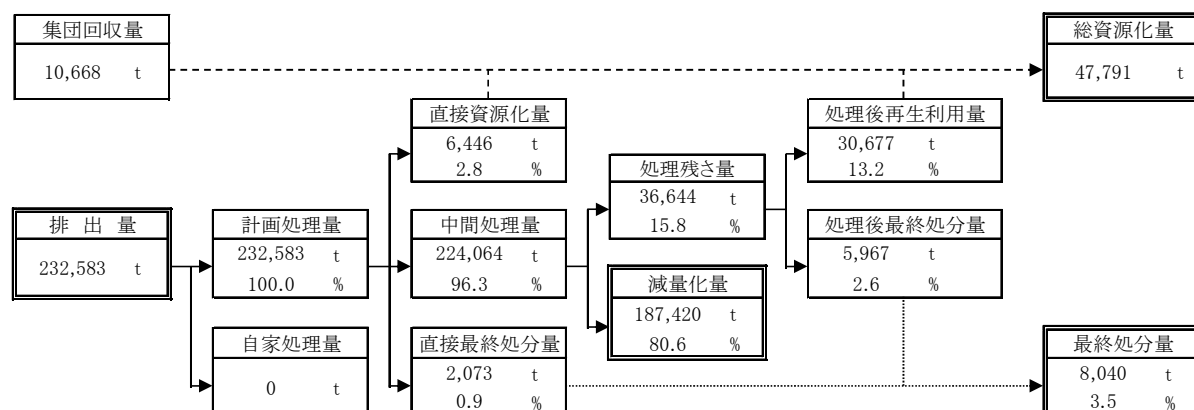 集団回収量
10,668 t
総資源化量
47,791 t
直接資源化量
6,446 t
2.8 %
処理後再生利用量
30,677 t
13.2 %
処理残さ量
36,644 t
15.8 %
排 出 量
232,583 t
計画処理量
232,583 t
100.0 %
中間処理量
224,064 t
96.3 %
処理後最終処分量
5,967 t
2.6 %
減量化量
187,420 t
80.6 %
自家処理量
0 t
直接最終処分量
2,073 t
0.9 %
最終処分量
8,040 t
3.5 %